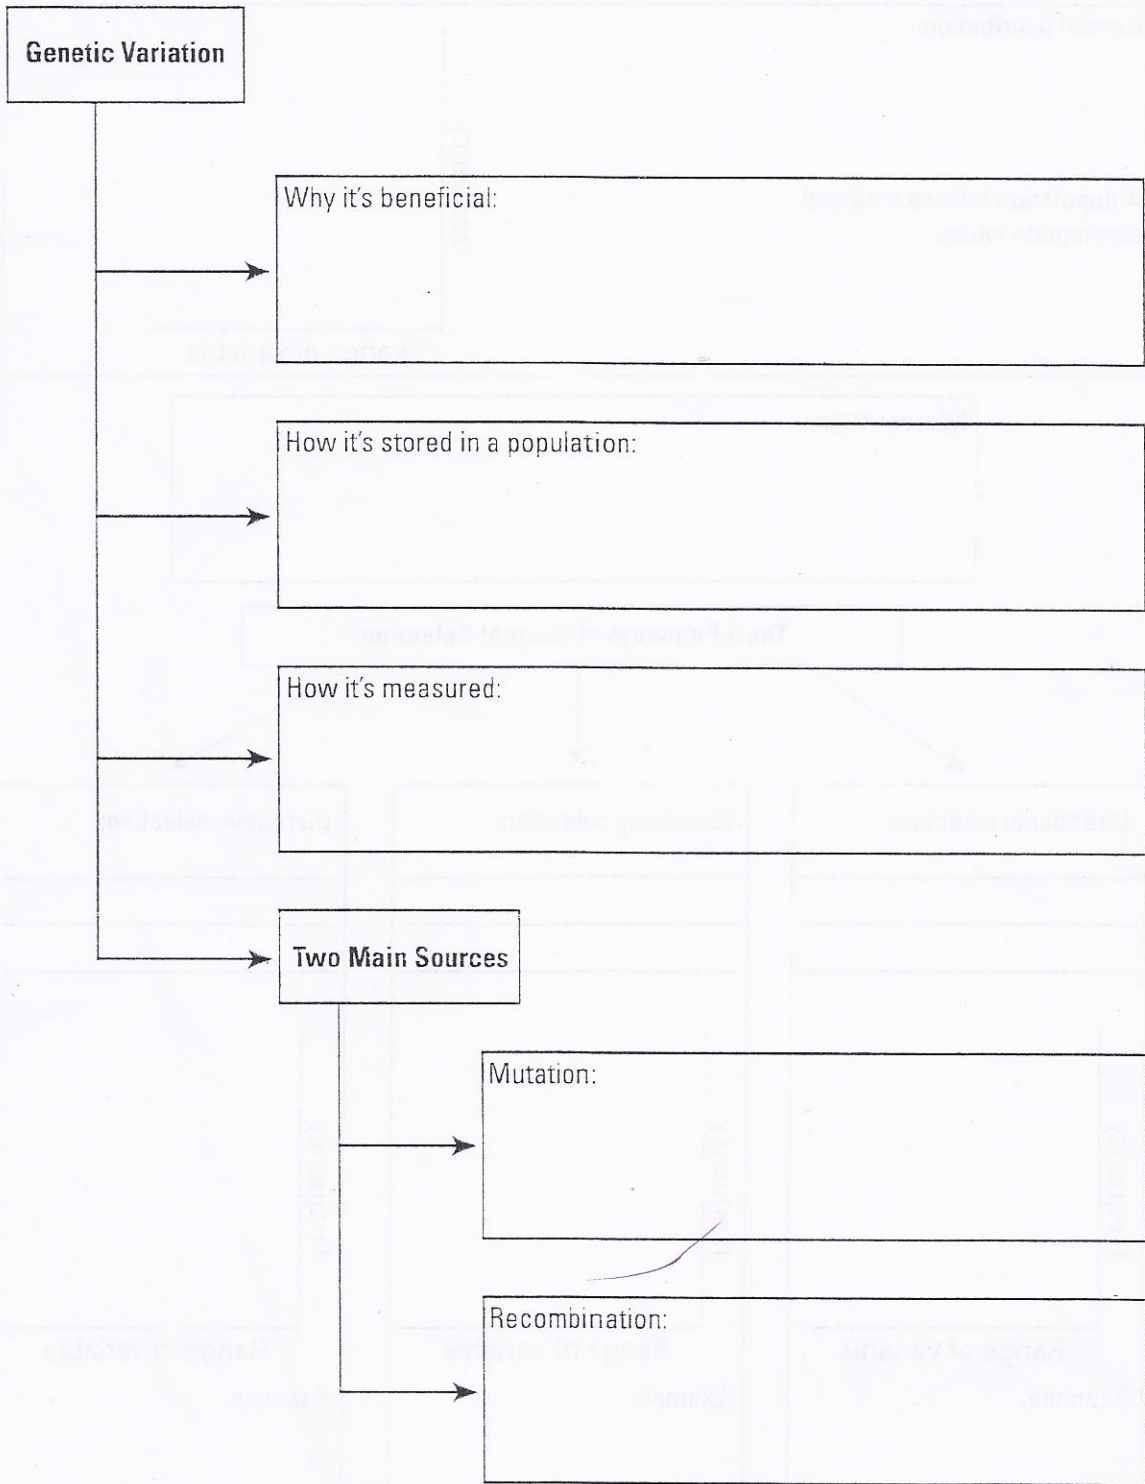 Genetic Variation
Why it's beneficial:
How it's stored in a population:
How it's measured:
Two Main Sources
Mutation:
Recombination: